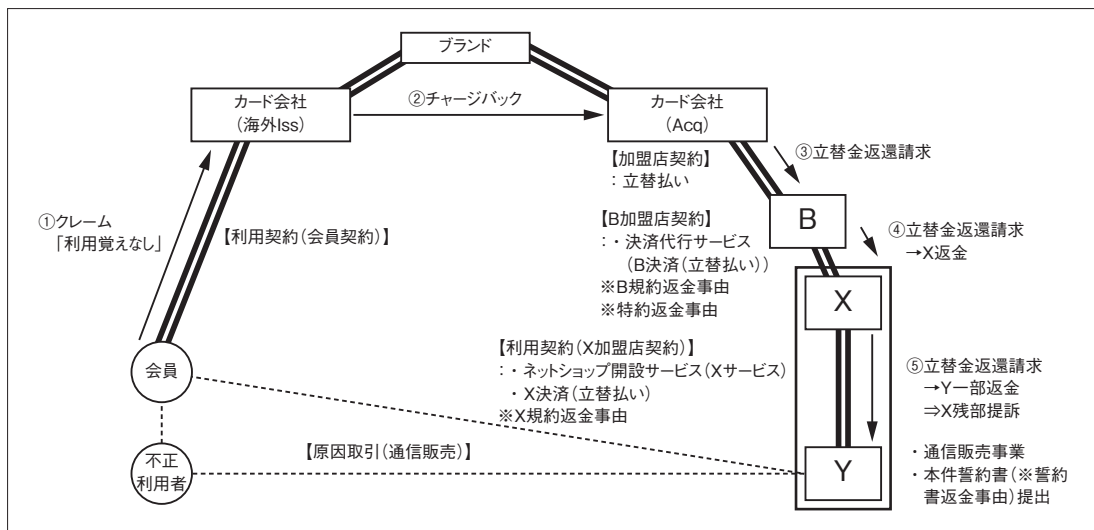 ブランド
カード会社
(海外Iss)
②チャージバック
カード会社
(Acq)
③立替金返還請求
【加盟店契約】
：立替払い
B
①クレーム
「利用覚えなし」
【利用契約(会員契約)】
【B加盟店契約】
：・決済代行サービス
(B決済(立替払い))
※B規約返金事由
※特約返金事由
④立替金返還請求
→X返金
X
会員
【利用契約(X加盟店契約)】
：・ネットショップ開設サービス(Xサービス)
・X決済(立替払い)
※X規約返金事由
⑤立替金返還請求
→Y一部返金
⇒X残部提訴
不正
利用者
【原因取引(通信販売)】
Y
・通信販売事業
・本件誓約書(※誓約
書返金事由)提出